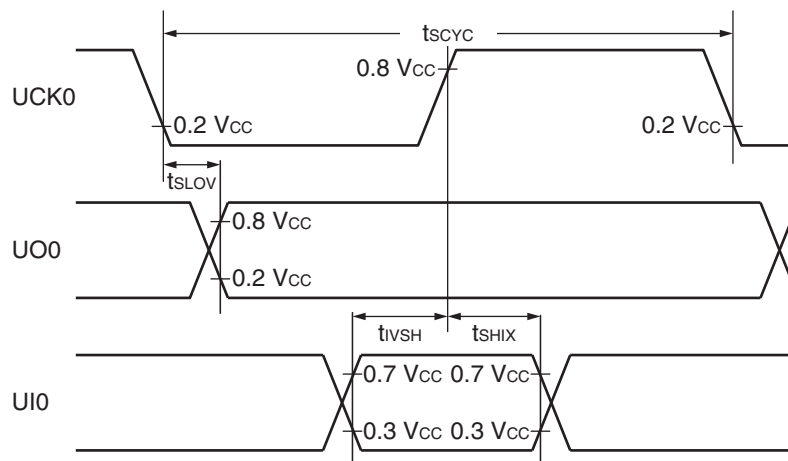 tSCYC
0.8 VCC
UCK0
0.2 VCC
0.2 VCC
tSLOV
0.8 VCC
UO0
0.2 VCC
tIVSH
tSHIX
0.7 VCC 0.7 VCC
UI0
0.3 VCC 0.3 VCC